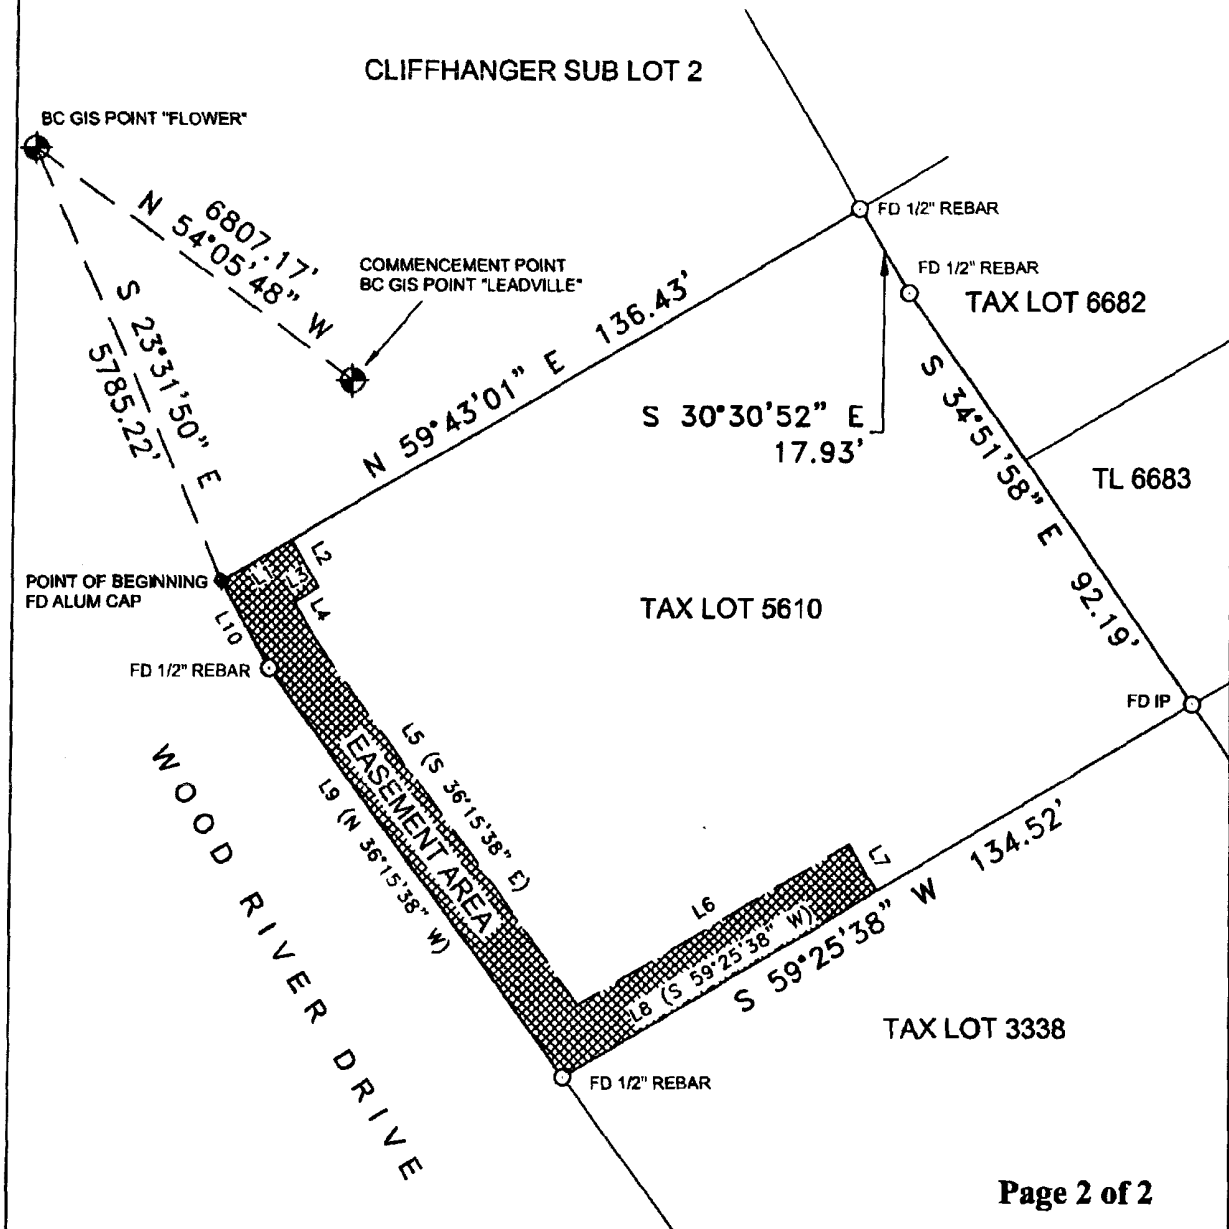 CLIFFHANGER SUB LOT 2
BC GIS POINT "FLOWER"
6807.17'
N 54°05'48" W
COMMENCEMENT POINT
BC GIS POINT "LEADVILLE"
S 23°31'50" E
5785.22'
N 59°43'01" E 136.43'
FD 1/2" REBAR
FD 1/2" REBAR
TAX LOT 6682
S 30°30'52" E
17.93'
S 34°51'58" E 92.19'
TL 6683
POINT OF BEGINNING
FD ALUM CAP
L1
L2
L3
L4
L10
FD 1/2" REBAR
TAX LOT 5610
FD IP
L5 (S 36°15'38" E)
EASEMENT AREA
L9 (N 36°15'38" W)
L6
L7
L8 (S 59°25'38" W)
S 59°25'38" W 134.52'
WOOD RIVER DRIVE
TAX LOT 3338
FD 1/2" REBAR
Page 2 of 2